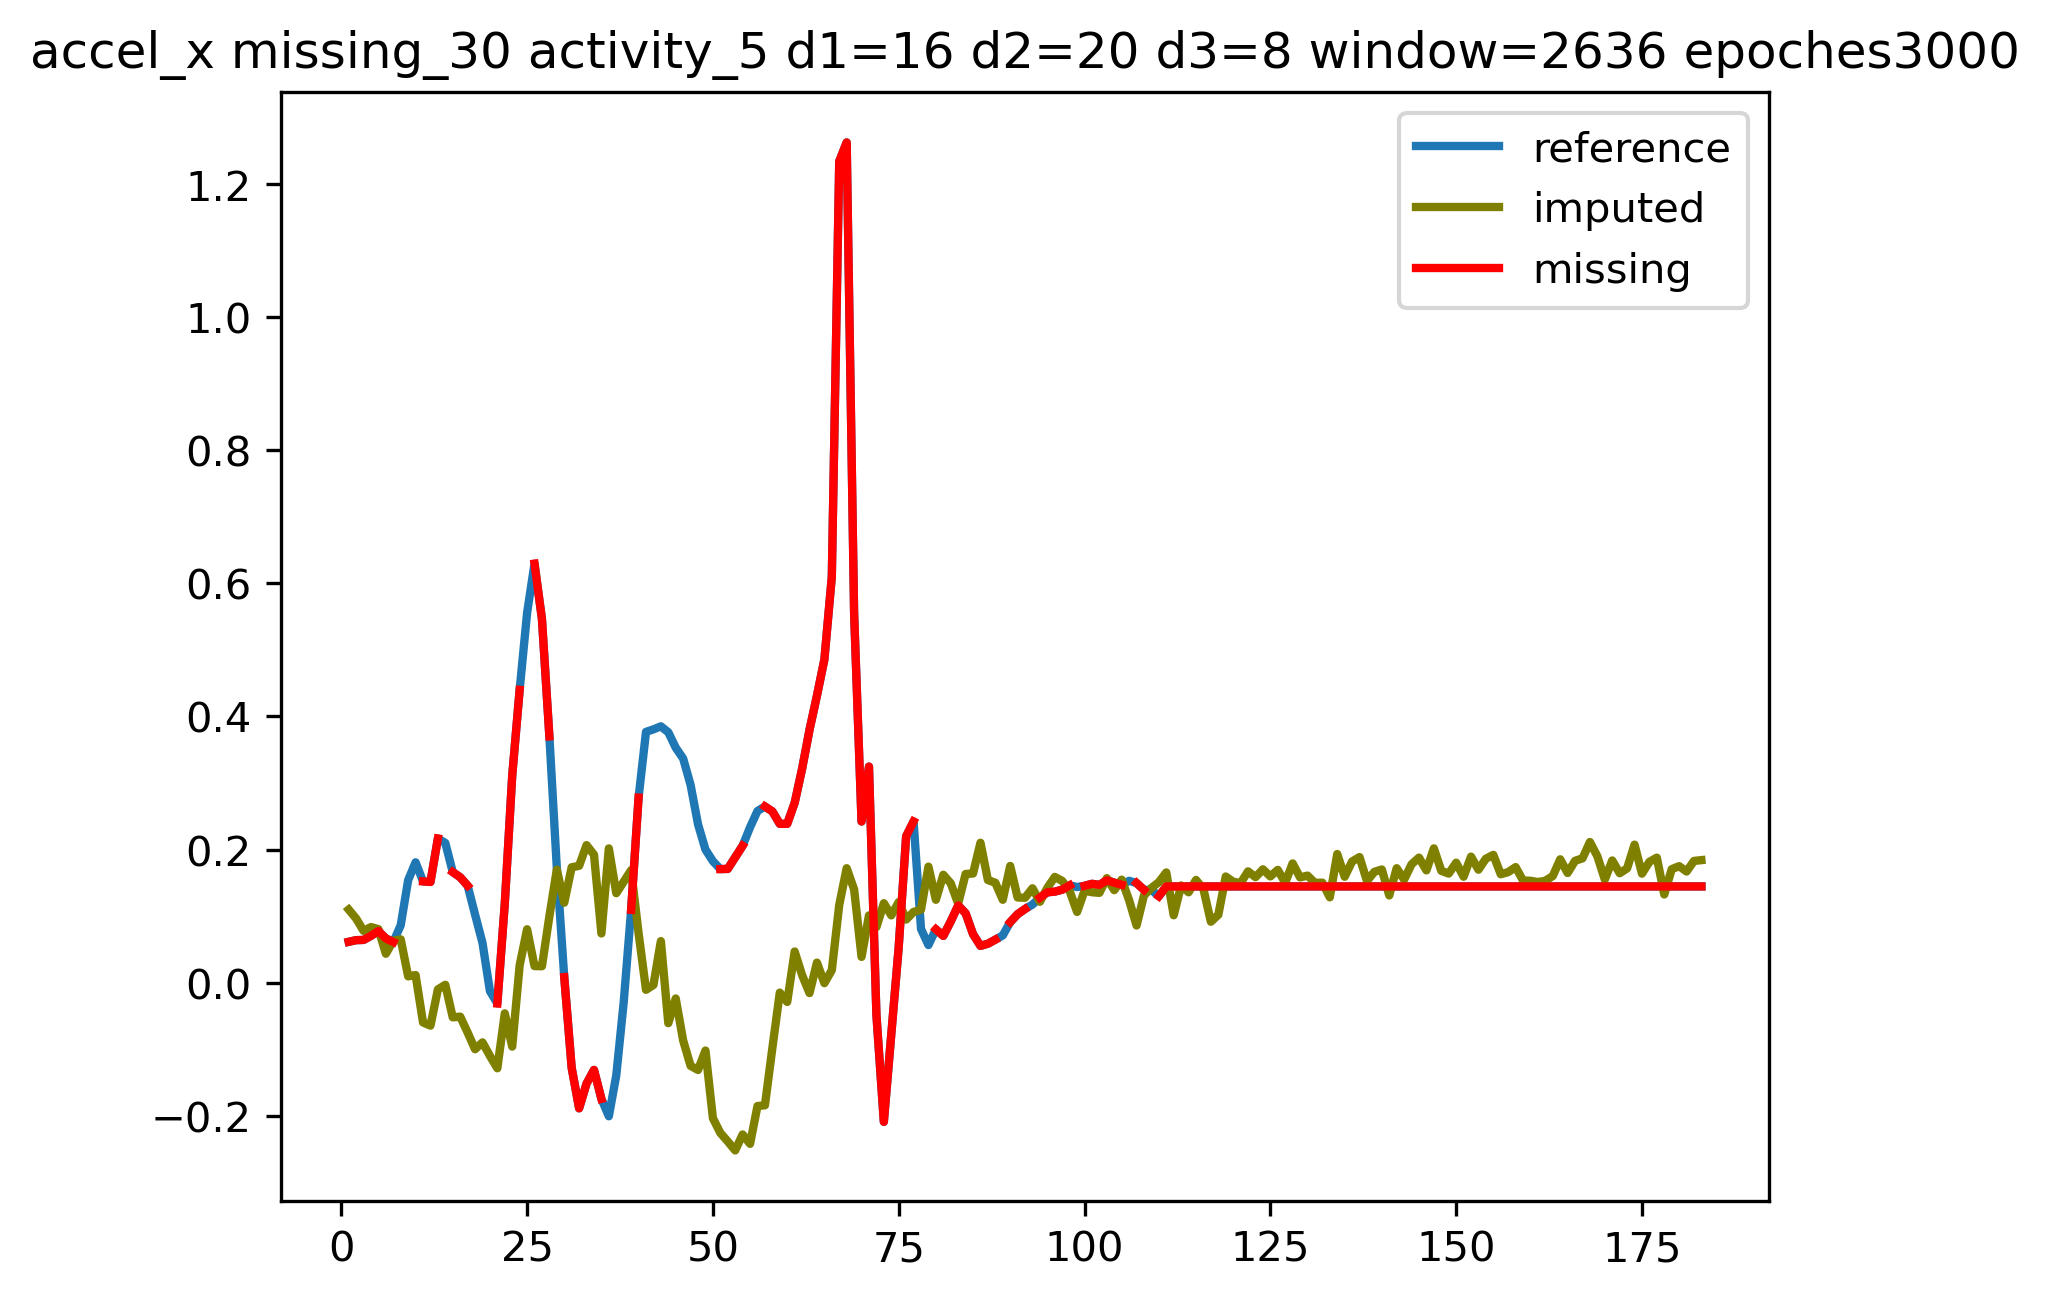 accel_x missing_30 activity_5 d1=16 d2=20 d3=8 window=2636 epoches3000
reference
imputed
missing
1.2
1.0
0.8
0.6
0.4
0.2
0.0
−0.2
0 25 50 75 100 125 150 175